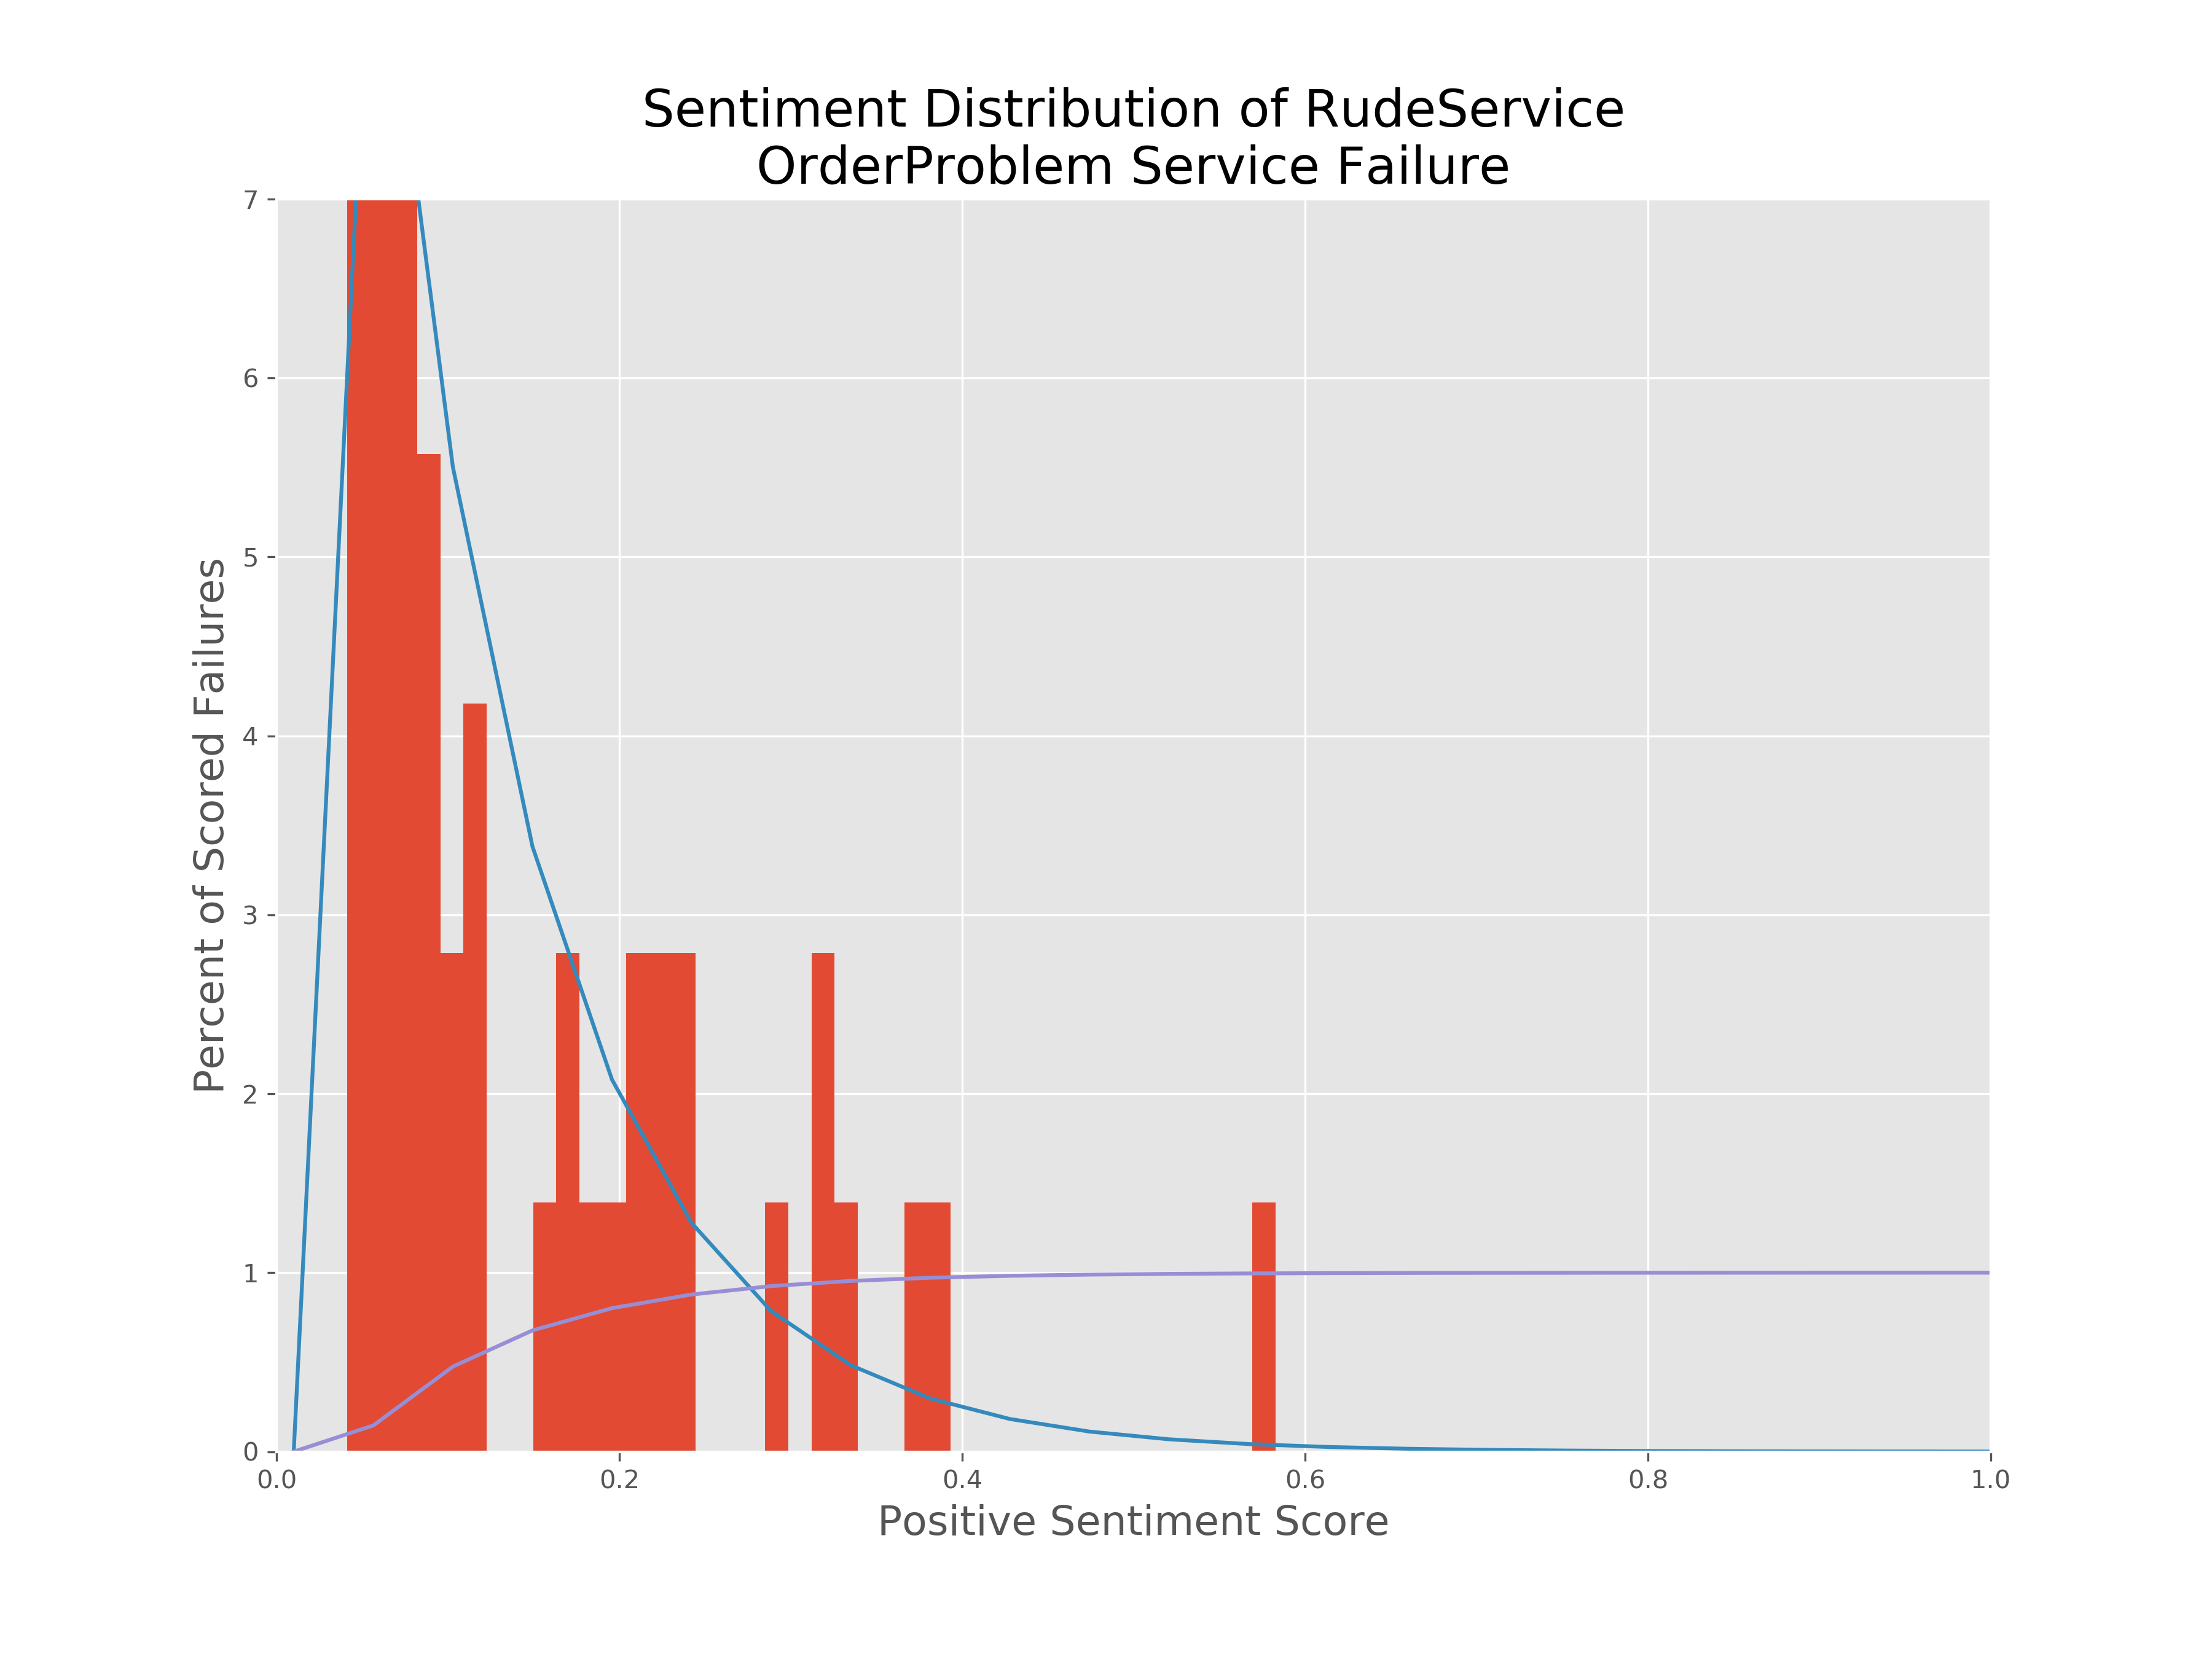 Sentiment Distribution of RudeService
OrderProblem Service Failure
7
6
5
4
3
2
1
0
Percent of Scored Failures
0.0 0.2 0.4 0.6 0.8 1.0
Positive Sentiment Score